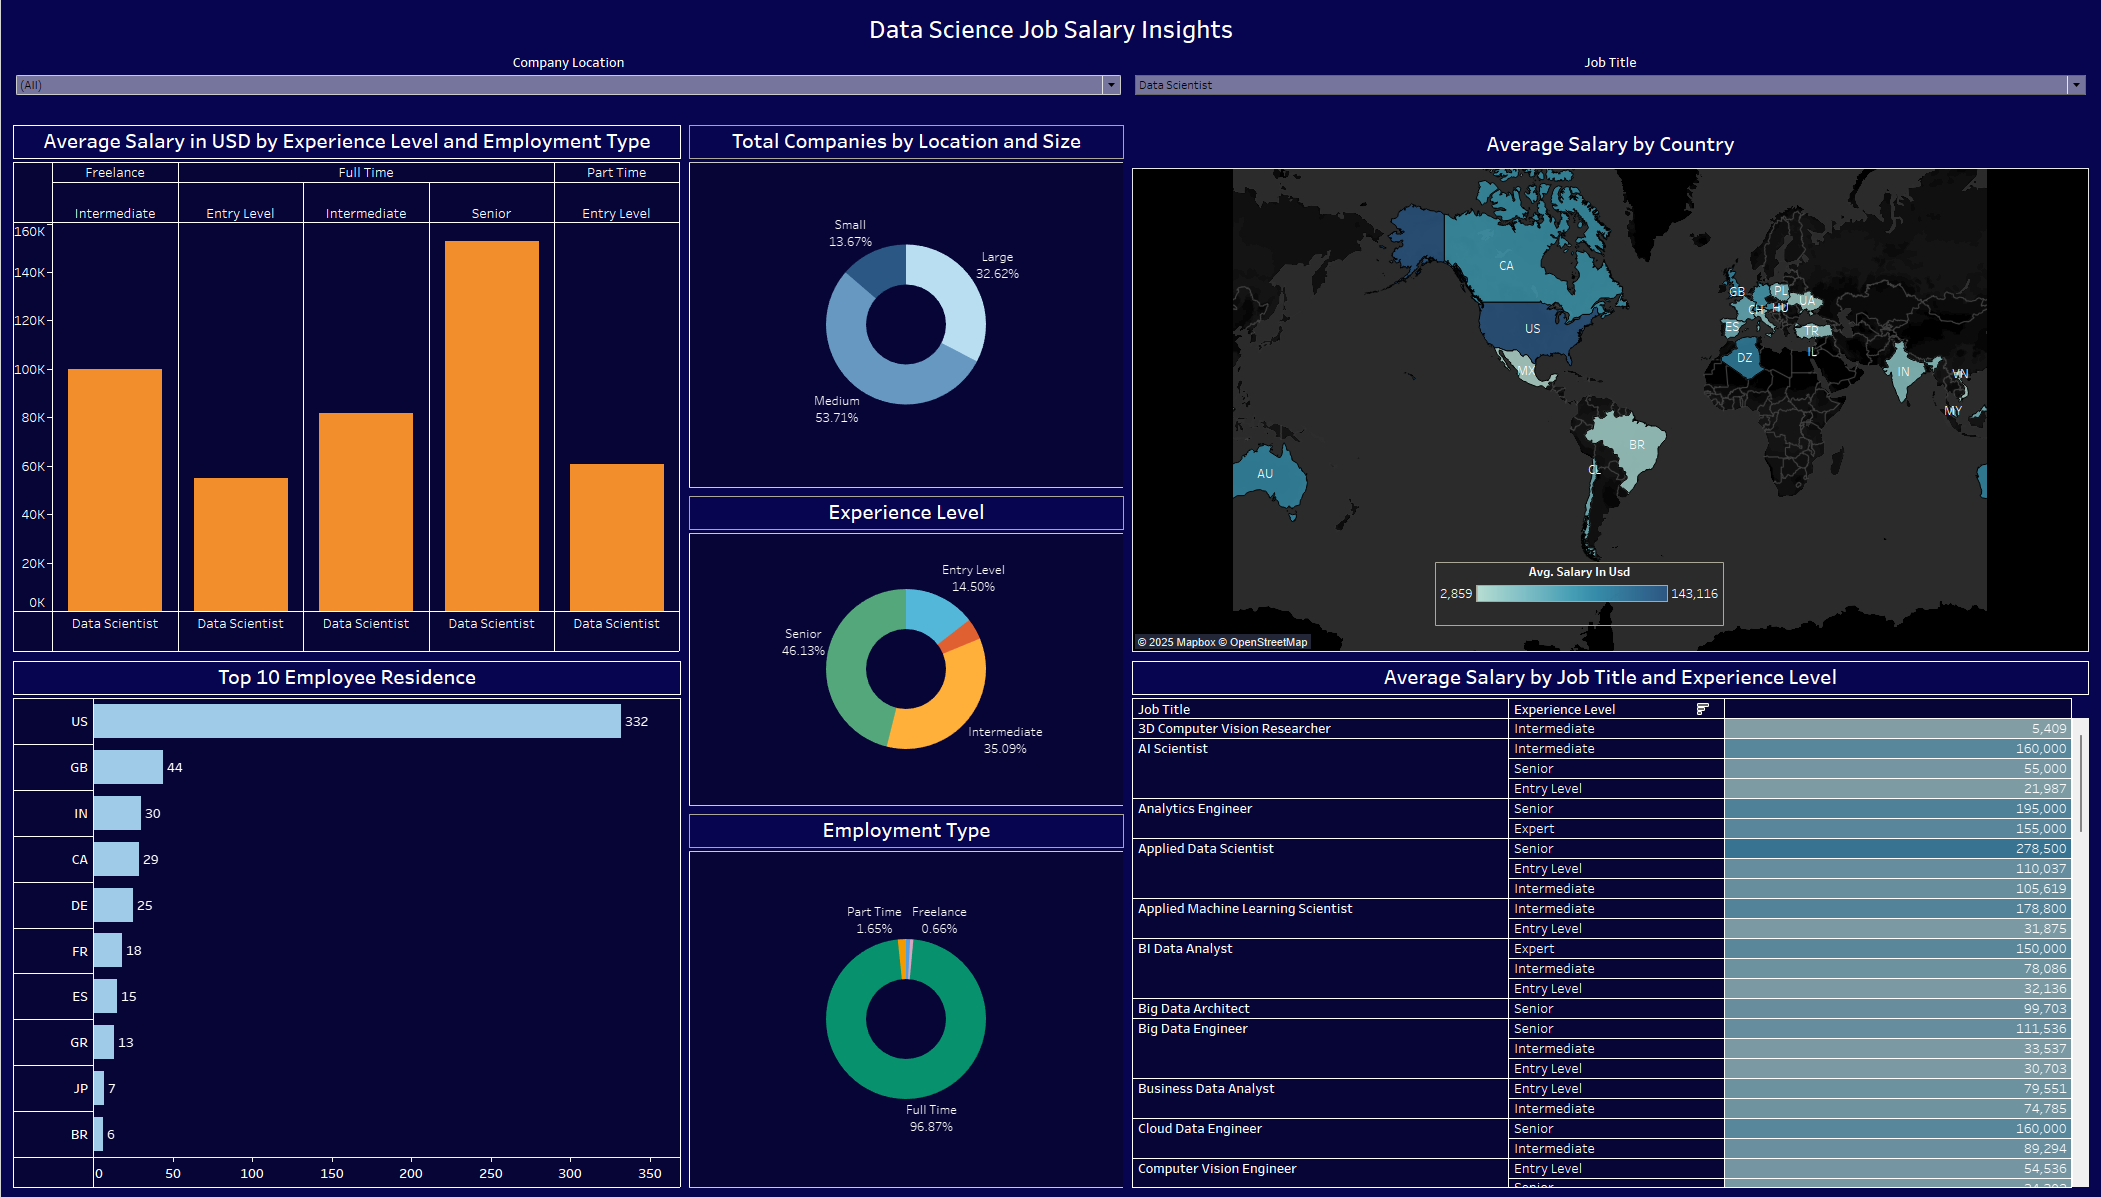 Data Science Job Salary Insights
Company Location
Job Title
(All)
Data Scientist
Average Salary in USD by Experience Level and Employment Type
Freelance
Full Time
Part Time
Intermediate
Entry Level
Intermediate
Senior
Entry Level
160K
140K
120K
100K
80K
60K
40K
20K
0K
Data Scientist
Data Scientist
Data Scientist
Data Scientist
Data Scientist
Top 10 Employee Residence
US 332
GB 44
IN 30
CA 29
DE 25
FR 18
ES 15
GR 13
JP 7
BR 6
0 50 100 150 200 250 300 350
Total Companies by Location and Size
Small
13.67%
Large
32.62%
Medium
53.71%
Experience Level
Entry Level
14.50%
Senior
46.13%
Intermediate
35.09%
Employment Type
Part Time
1.65%
Freelance
0.66%
Full Time
96.87%
Average Salary by Country
CA
US
MX
BR
CL
AU
GB
PL
UA
CH
HU
ES
TR
IL
DZ
IN
VN
MY
Avg. Salary In Usd
2,859
143,116
© 2025 Mapbox © OpenStreetMap
Average Salary by Job Title and Experience Level
Job Title Experience Level
3D Computer Vision Researcher Intermediate 5,409
AI Scientist Intermediate 160,000
Senior 55,000
Entry Level 21,987
Analytics Engineer Senior 195,000
Expert 155,000
Applied Data Scientist Senior 278,500
Entry Level 110,037
Intermediate 105,619
Applied Machine Learning Scientist Intermediate 178,800
Entry Level 31,875
BI Data Analyst Expert 150,000
Intermediate 78,086
Entry Level 32,136
Big Data Architect Senior 99,703
Big Data Engineer Senior 111,536
Intermediate 33,537
Entry Level 30,703
Business Data Analyst Entry Level 79,551
Intermediate 74,785
Cloud Data Engineer Senior 160,000
Intermediate 89,294
Computer Vision Engineer Entry Level 54,536
Senior